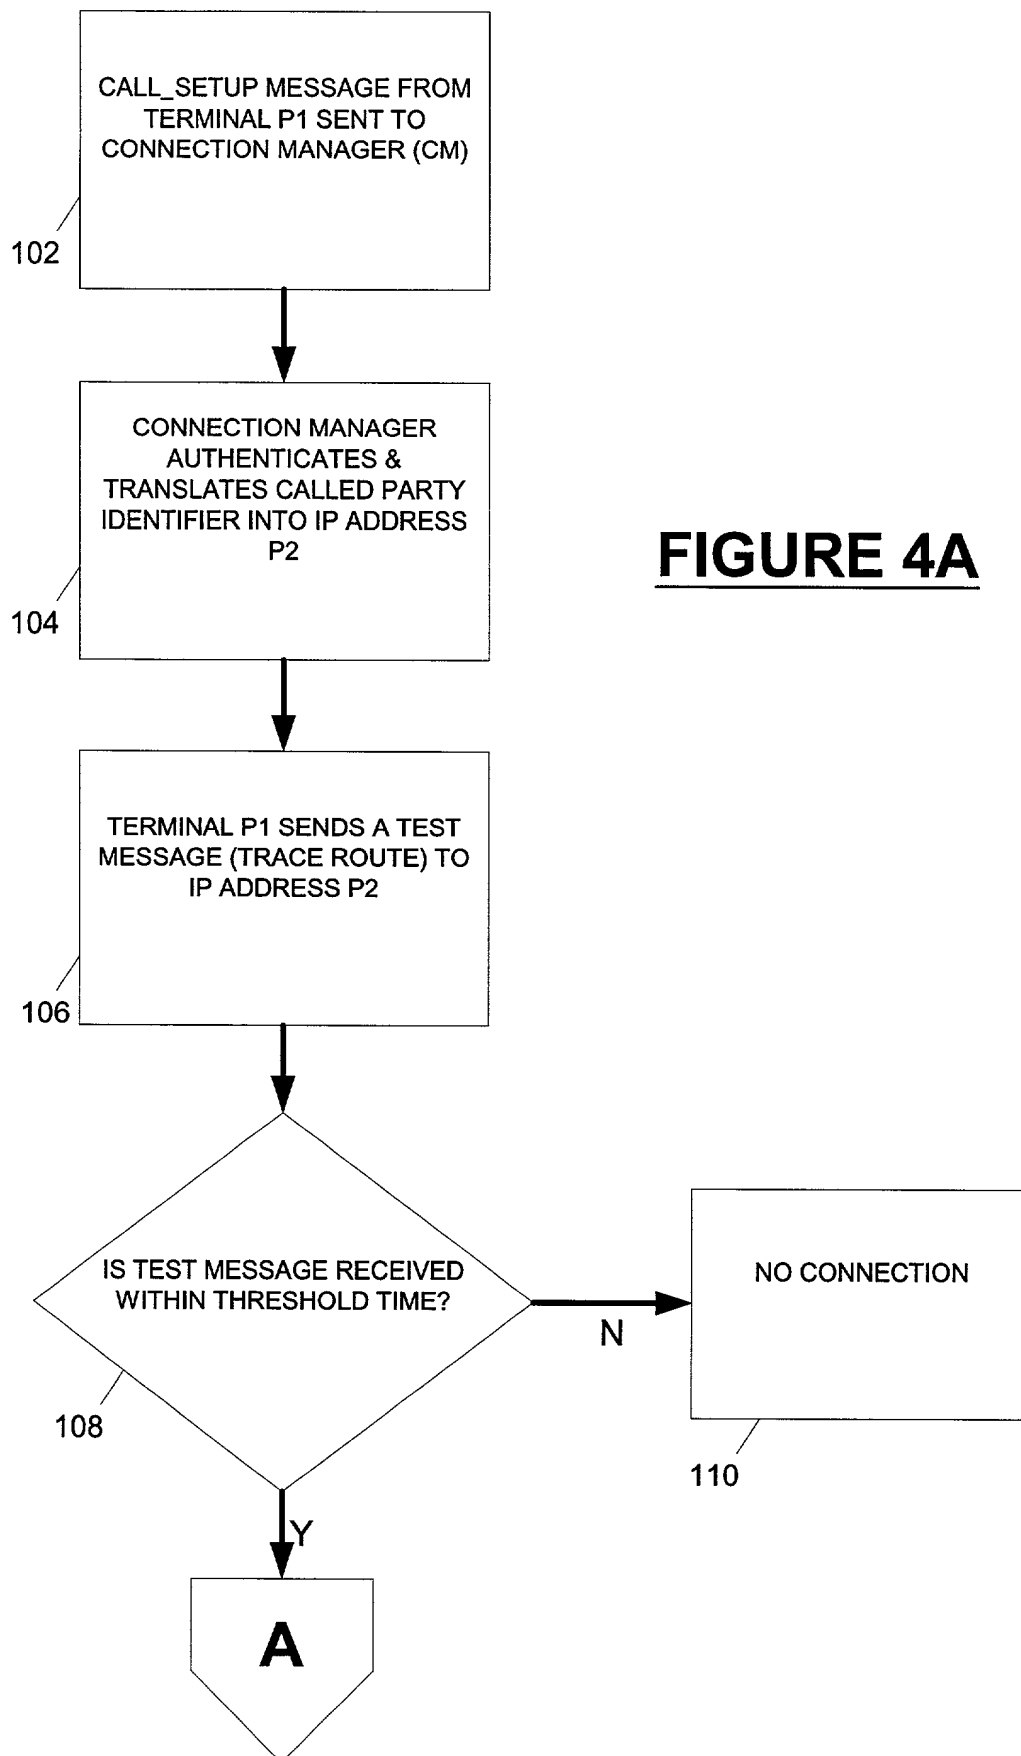 CALL_SETUP MESSAGE FROM
TERMINAL P1 SENT TO
CONNECTION MANAGER (CM)
102
CONNECTION MANAGER
AUTHENTICATES &
TRANSLATES CALLED PARTY
IDENTIFIER INTO IP ADDRESS
P2
104
FIGURE 4A
TERMINAL P1 SENDS A TEST
MESSAGE (TRACE ROUTE) TO
IP ADDRESS P2
106
IS TEST MESSAGE RECEIVED
WITHIN THRESHOLD TIME?
108
N
NO CONNECTION
110
Y
A